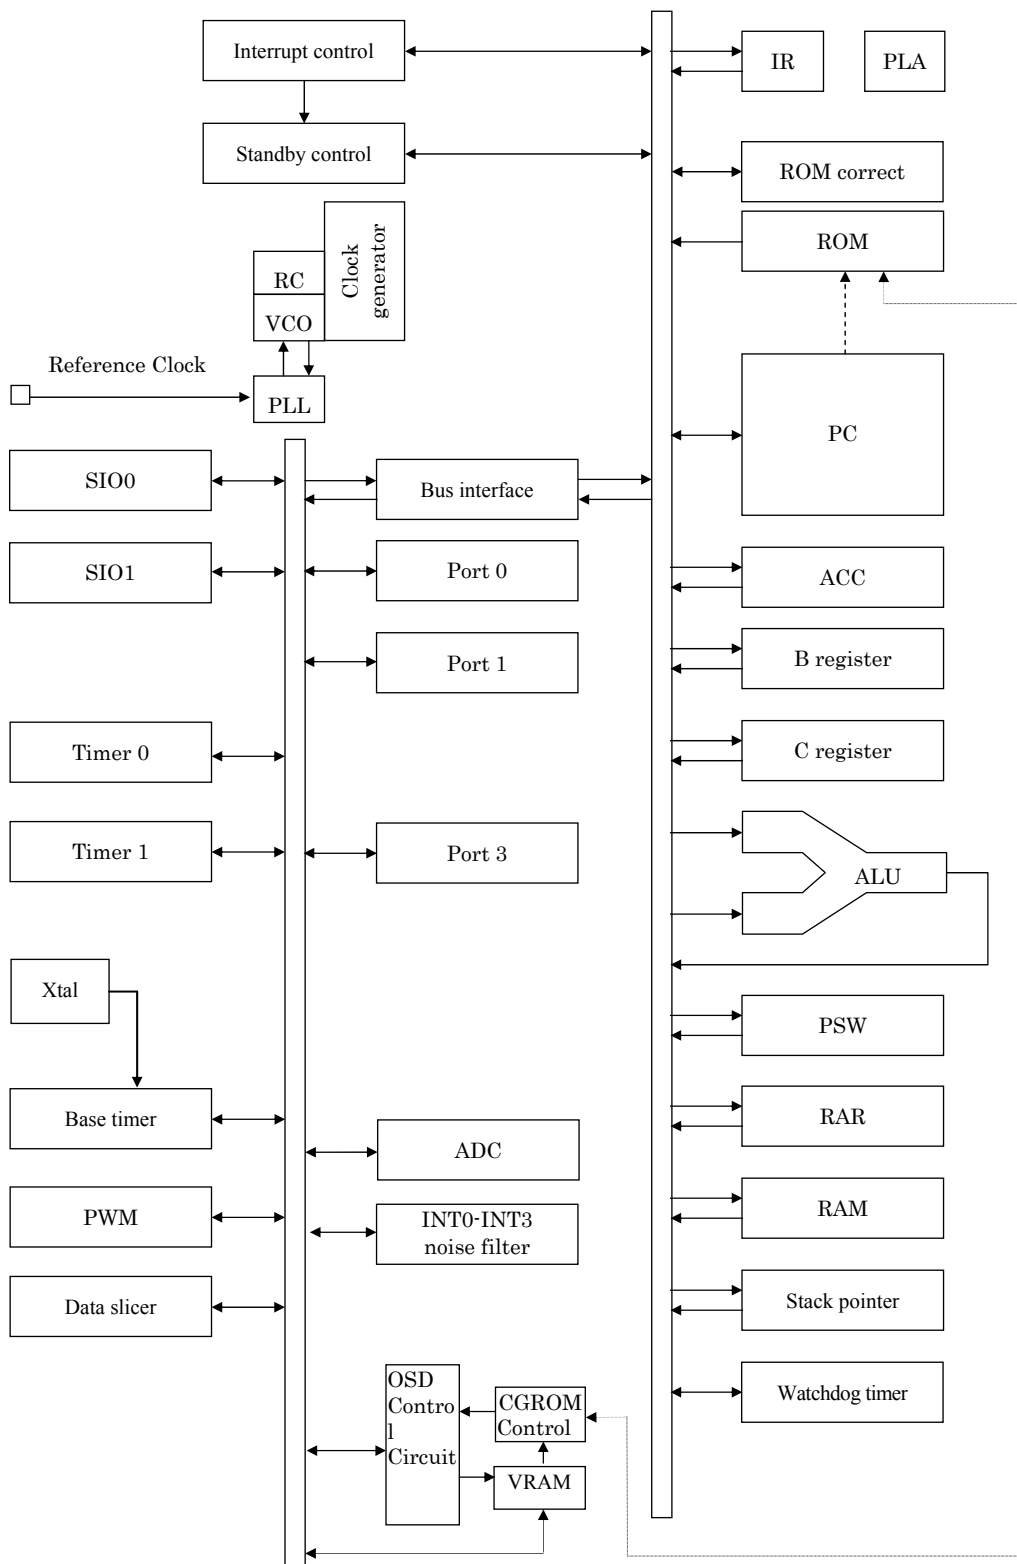 Interrupt control
IR
PLA
Standby control
ROM correct
ROM
Clock
generator
RC
VCO
Reference Clock
PLL
PC
SIO0
Bus interface
SIO1
Port 0
ACC
Port 1
B register
Timer 0
C register
Timer 1
Port 3
ALU
Xtal
PSW
Base timer
RAR
ADC
PWM
INT0-INT3
noise filter
RAM
Data slicer
Stack pointer
OSD
Contro
l
Circuit
CGROM
Control
Watchdog timer
VRAM